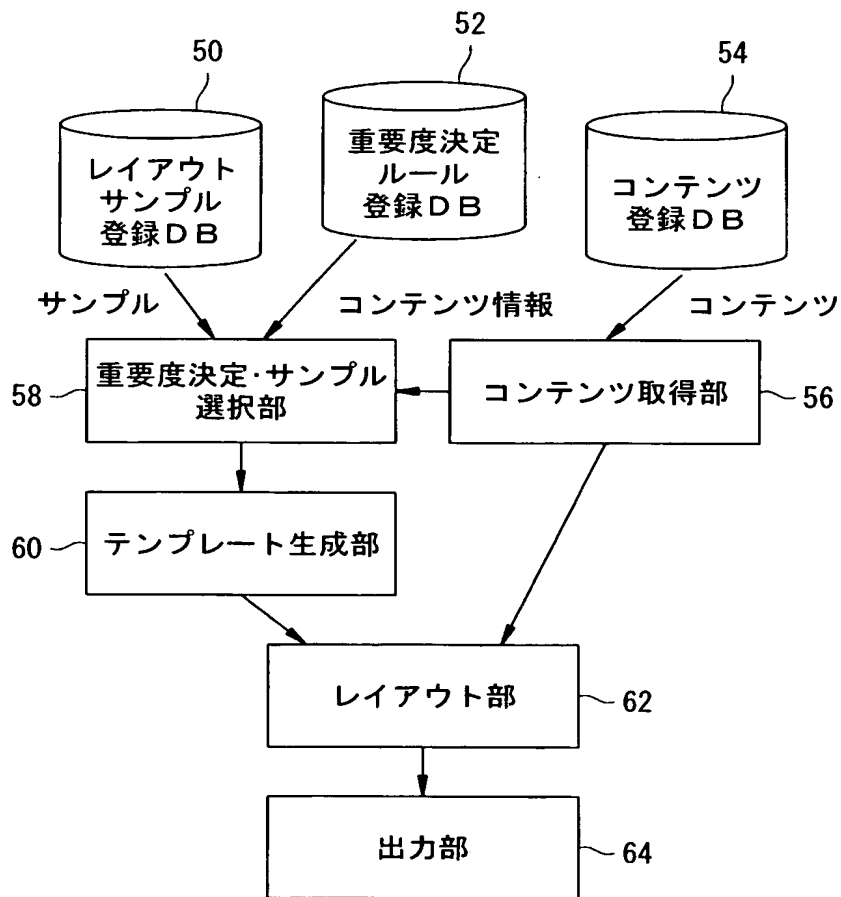 50
52
54
レイアウト
サンプル
登録DB
重要度決定
ルール
登録DB
コンテンツ
登録DB
サンプル
コンテンツ情報
コンテンツ
58
重要度決定・サンプル
選択部
コンテンツ取得部
56
60
テンプレート生成部
レイアウト部
62
出力部
64